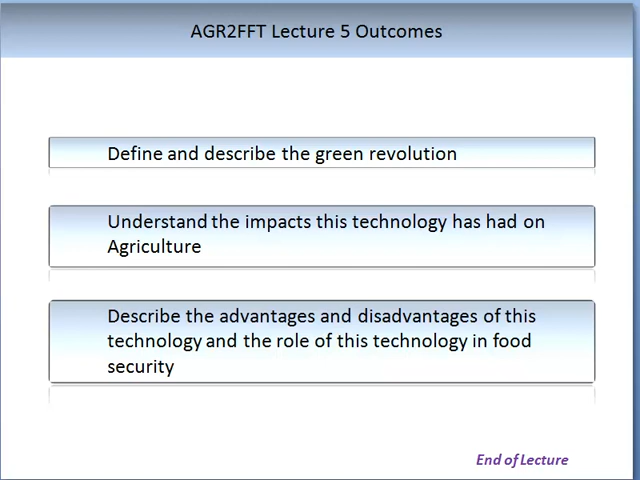 AGR2FFT Lecture 5 Outcomes
Define and describe the green revolution
Understand the impacts this technology has had on
Agriculture
Describe the advantages and disadvantages of this
technology and the role of this technology in food
security
End of Lecture